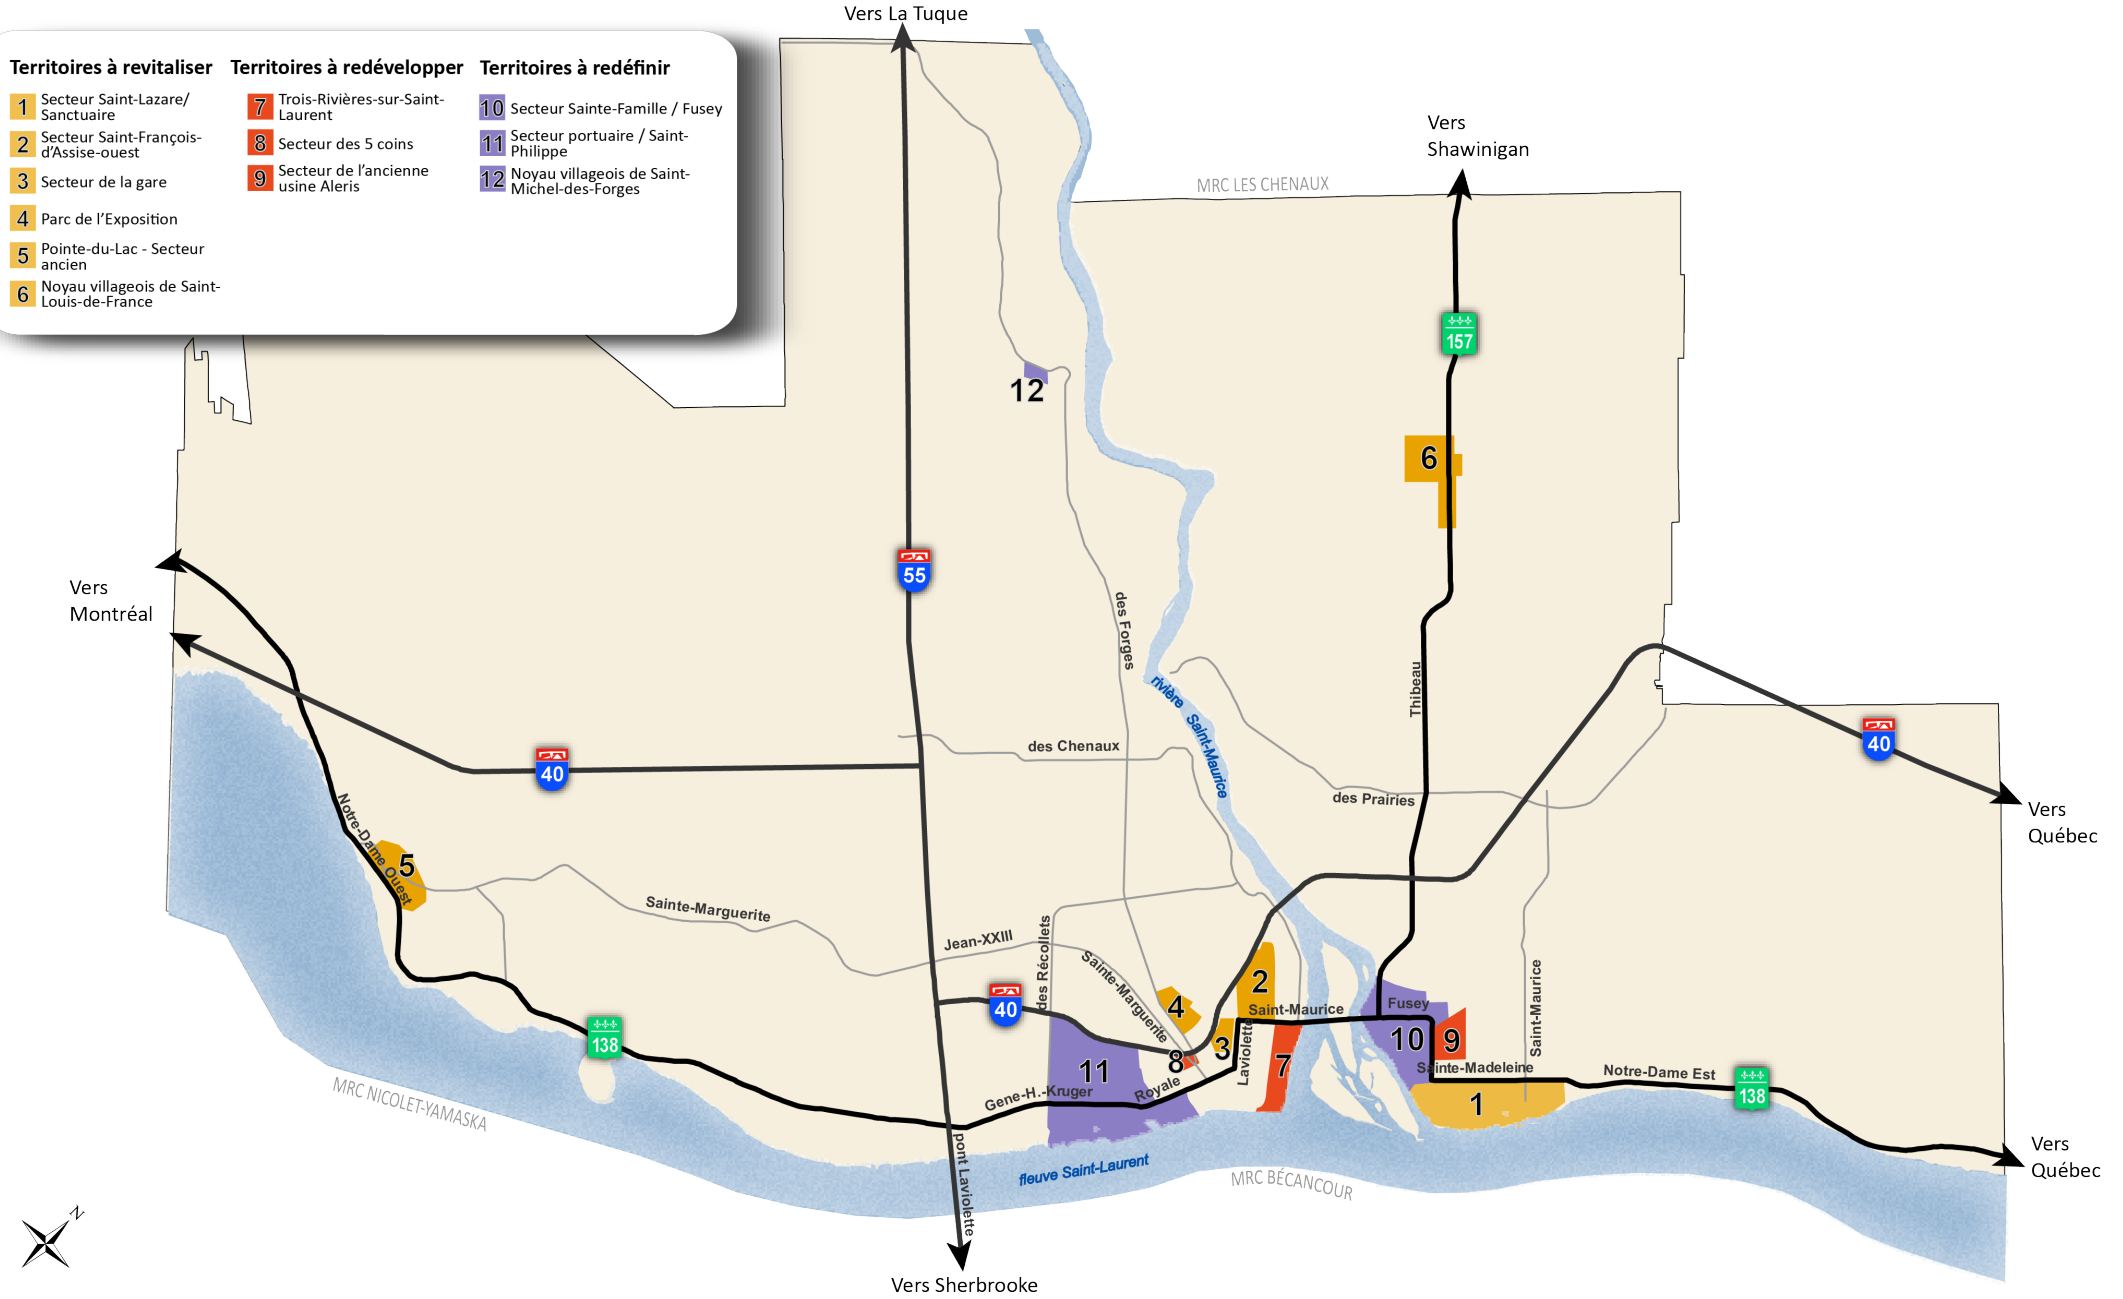 Vers La Tuque
Territoires à revitaliser
1 Secteur Saint-Lazare/
Sanctuaire
2 Secteur Saint-François-
d'Assise-ouest
3 Secteur de la gare
4 Parc de l'Exposition
5 Pointe-du-Lac - Secteur
ancien
6 Noyau villageois de Saint-
Louis-de-France
Territoires à redévelopper
7 Trois-Rivières-sur-Saint-
Laurent
8 Secteur des 5 coins
9 Secteur de l'ancienne
usine Aleris
Territoires à redéfinir
10 Secteur Sainte-Famille / Fusey
11 Secteur portuaire / Saint-
Philippe
12 Noyau villageois de Saint-
Michel-des-Forges
Vers
Shawinigan
MRC LES CHENAUX
157
12
6
55
Vers
Montréal
des Forges
Thibeau
rivière Saint-Maurice
des Chenaux
40
40
des Prairies
Vers
Québec
Notre-Dame Ouest
5
Sainte-Marguerite
Jean-XXIII
des Récollets
Sainte-Marguerite
40
4
2
Saint-Maurice
Fusey
Saint-Maurice
138
3
Laviolette
7
10
9
8
11
Royale
Gene-H.-Kruger
Sainte-Madeleine
Notre-Dame Est
138
1
MRC NICOLET-YAMASKA
pont Laviolette
fleuve Saint-Laurent
MRC BÉCANCOUR
Vers
Québec
N
Vers Sherbrooke